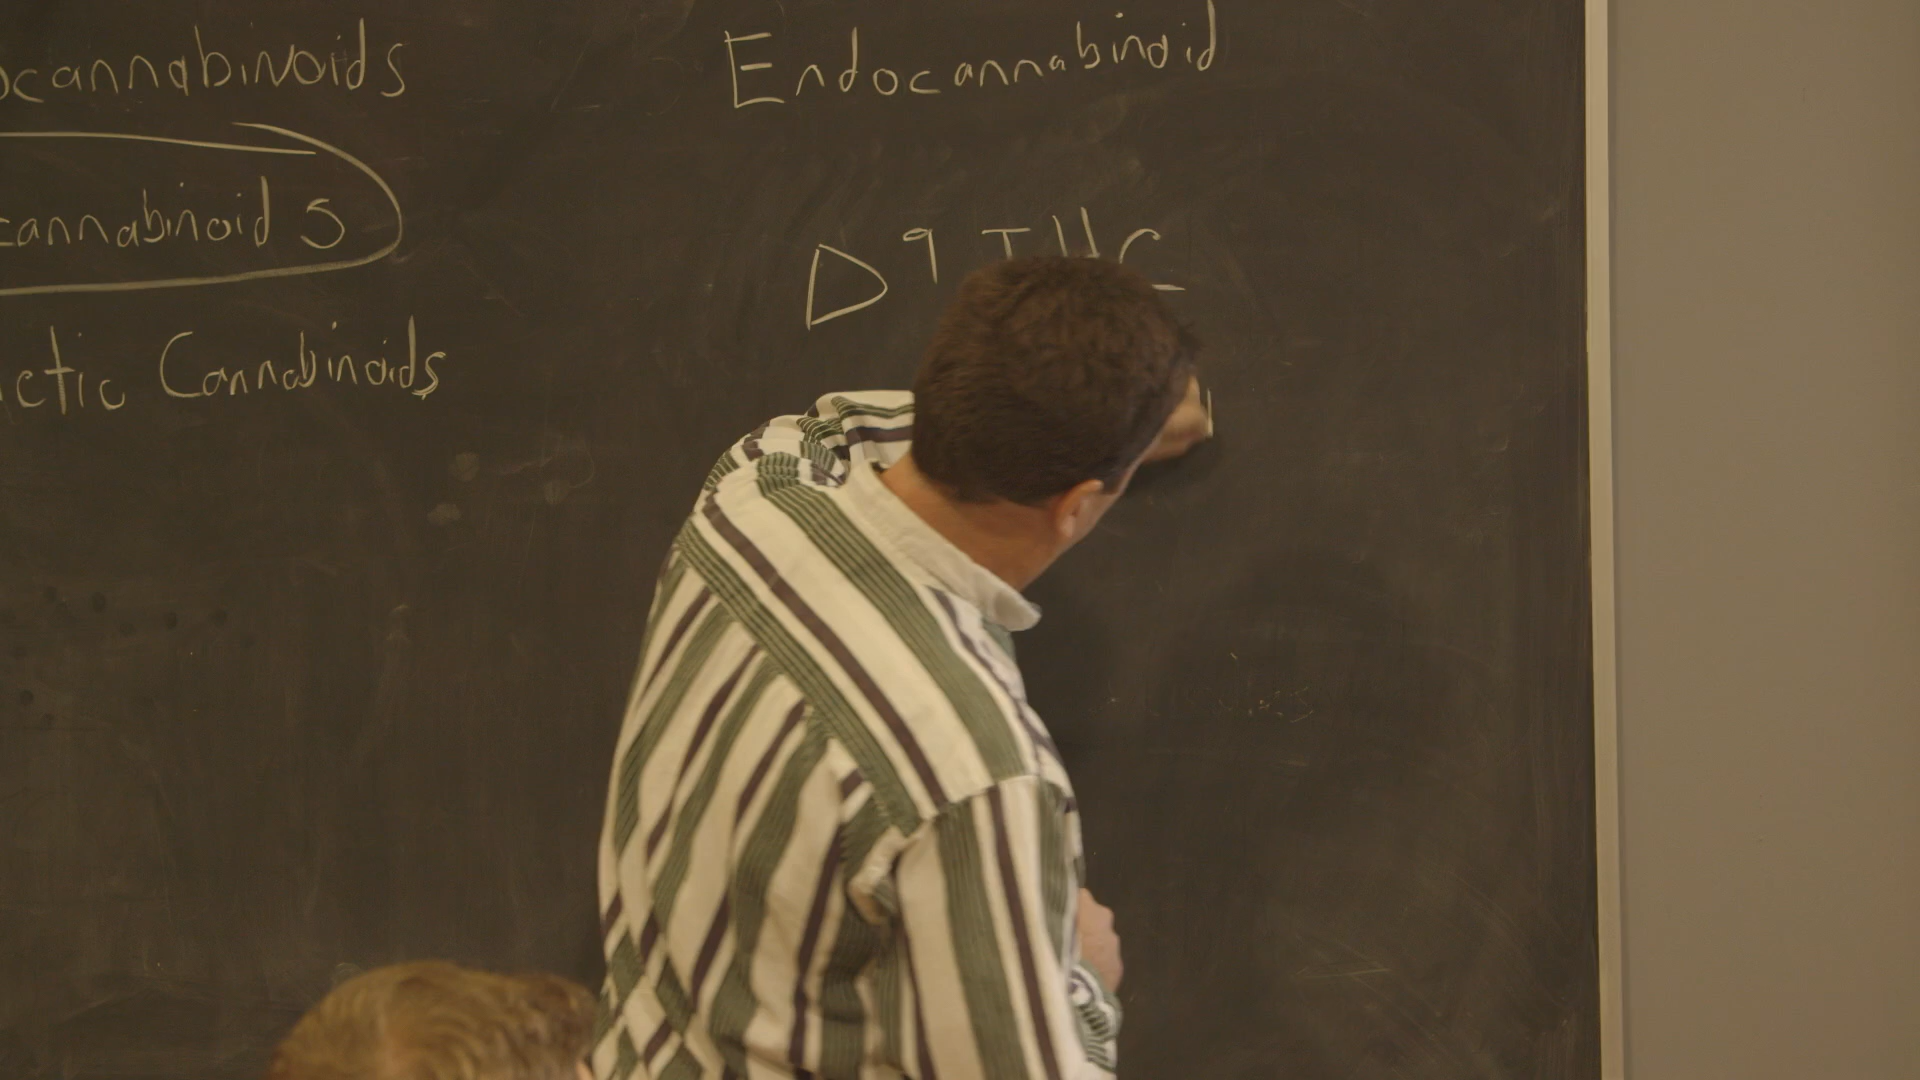 ocannabinoids
cannabinoids
etic Cannabinoids
Endocannabinoid
D9 THC